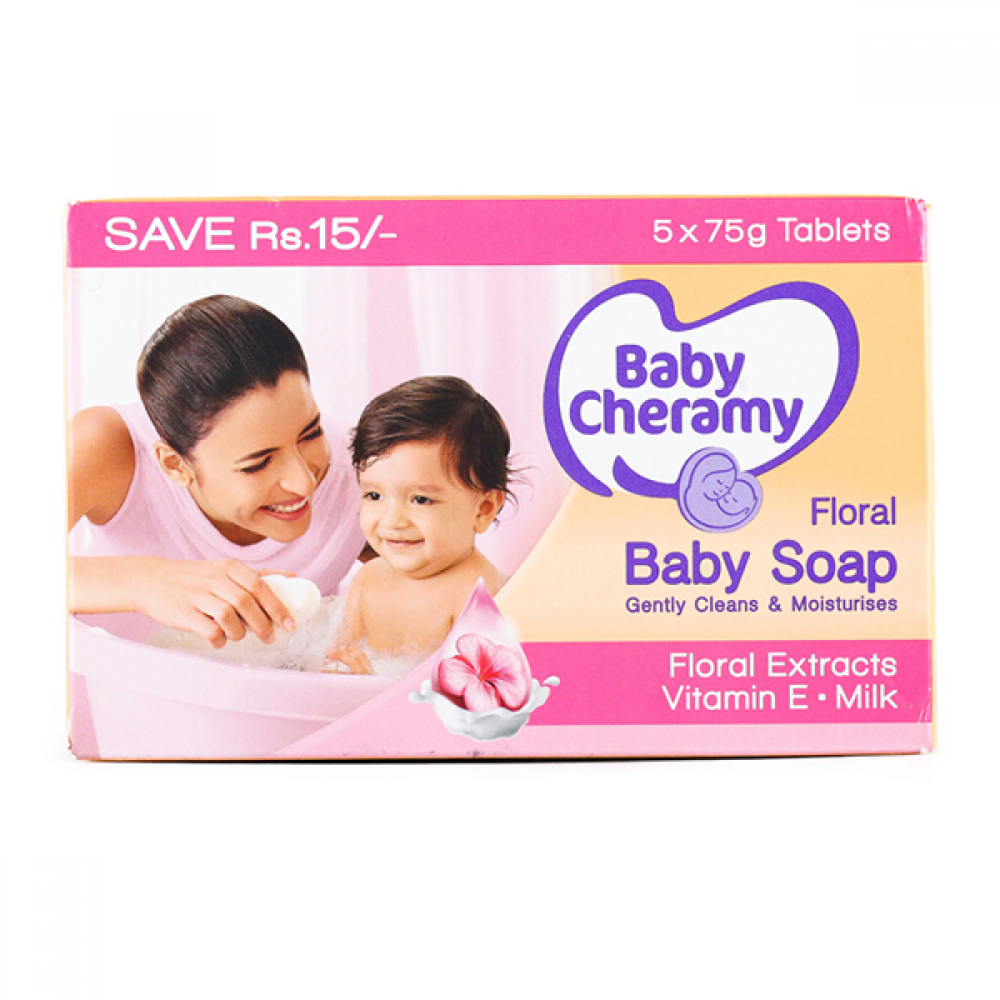 SAVE Rs.15/-
5 x 75g Tablets
Baby
Cheramy
Floral
Baby Soap
Gently Cleans & Moisturises
Floral Extracts
Vitamin E • Milk